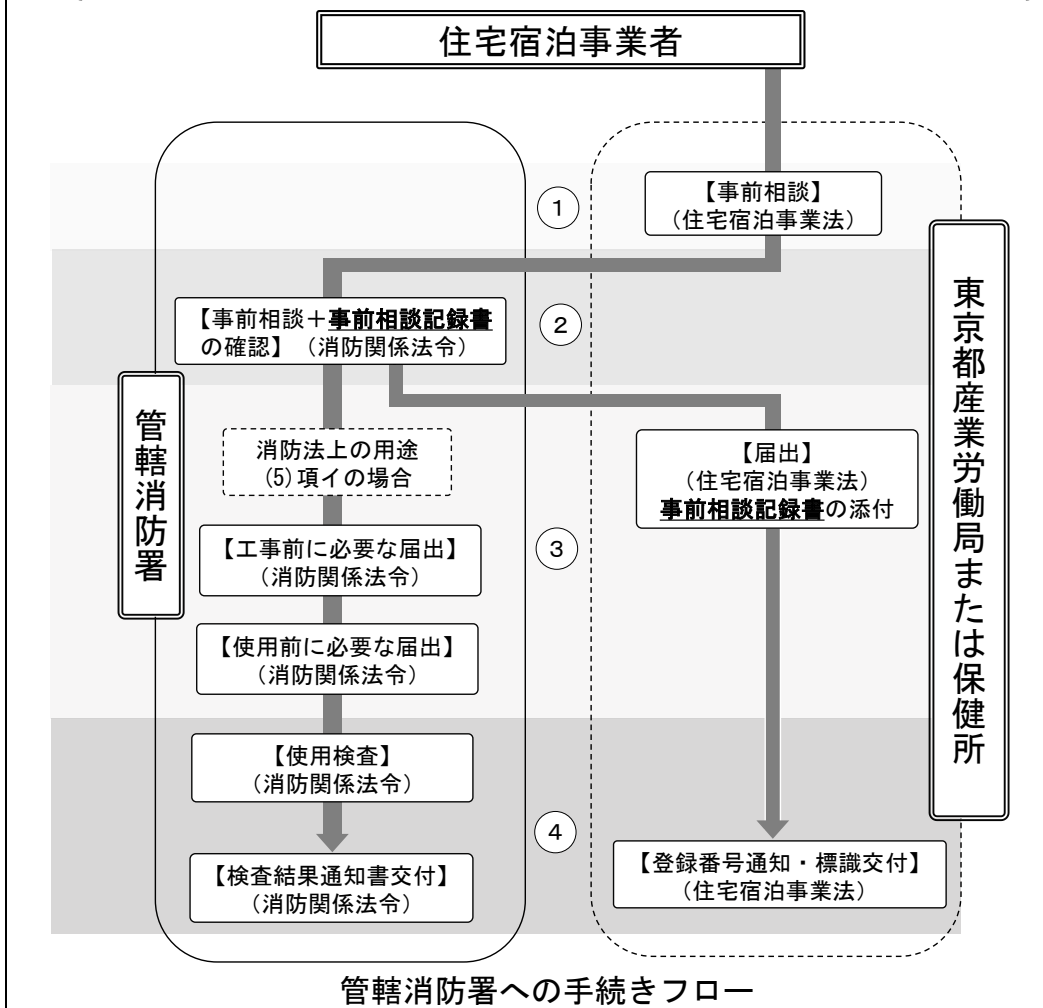 住宅宿泊事業者
①
【事前相談】
（住宅宿泊事業法）
②
【事前相談＋事前相談記録書
の確認】（消防関係法令）
管轄消防署
東京都産業労働局または保健所
消防法上の用途
(5)項イの場合
【届出】
（住宅宿泊事業法）
事前相談記録書の添付
③
【工事前に必要な届出】
（消防関係法令）
【使用前に必要な届出】
（消防関係法令）
【使用検査】
（消防関係法令）
④
【検査結果通知書交付】
（消防関係法令）
【登録番号通知・標識交付】
（住宅宿泊事業法）
管轄消防署への手続きフロー